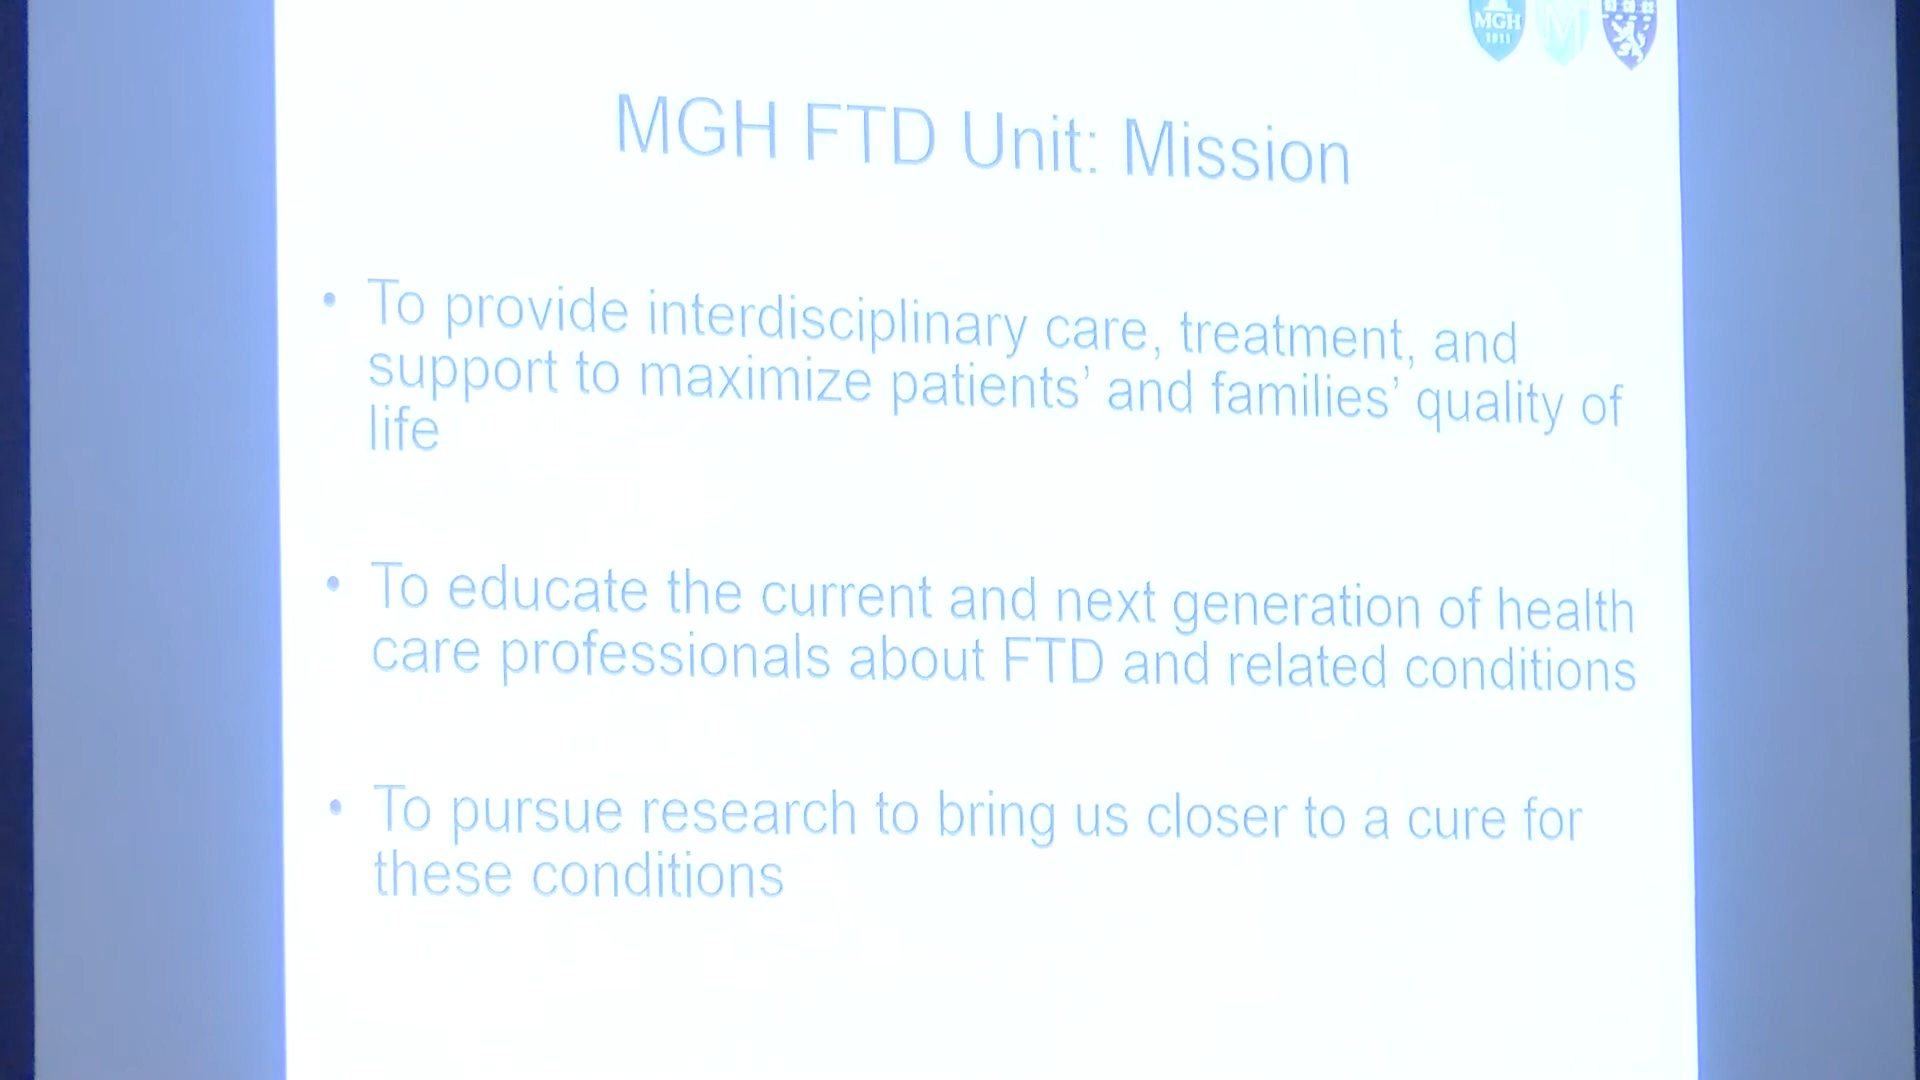 MGH
1811
M
MGH FTD Unit: Mission
• To provide interdisciplinary care, treatment, and
support to maximize patients’ and families’ quality of
life
• To educate the current and next generation of health
care professionals about FTD and related conditions
• To pursue research to bring us closer to a cure for
these conditions